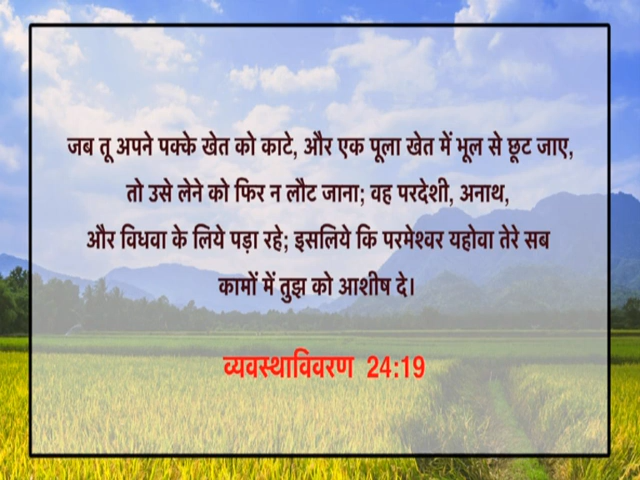 जब तू अपने पक्के खेत को काटे, और एक पूला खेत में भूल से छूट जाए,
तो उसे लेने को फिर न लौट जाना; वह परदेशी, अनाथ,
और विधवा के लिये पड़ा रहे; इसलिये कि परमेश्वर यहोवा तेरे सब
कामों में तुझ को आशीष दे।
व्यवस्थाविवरण 24:19